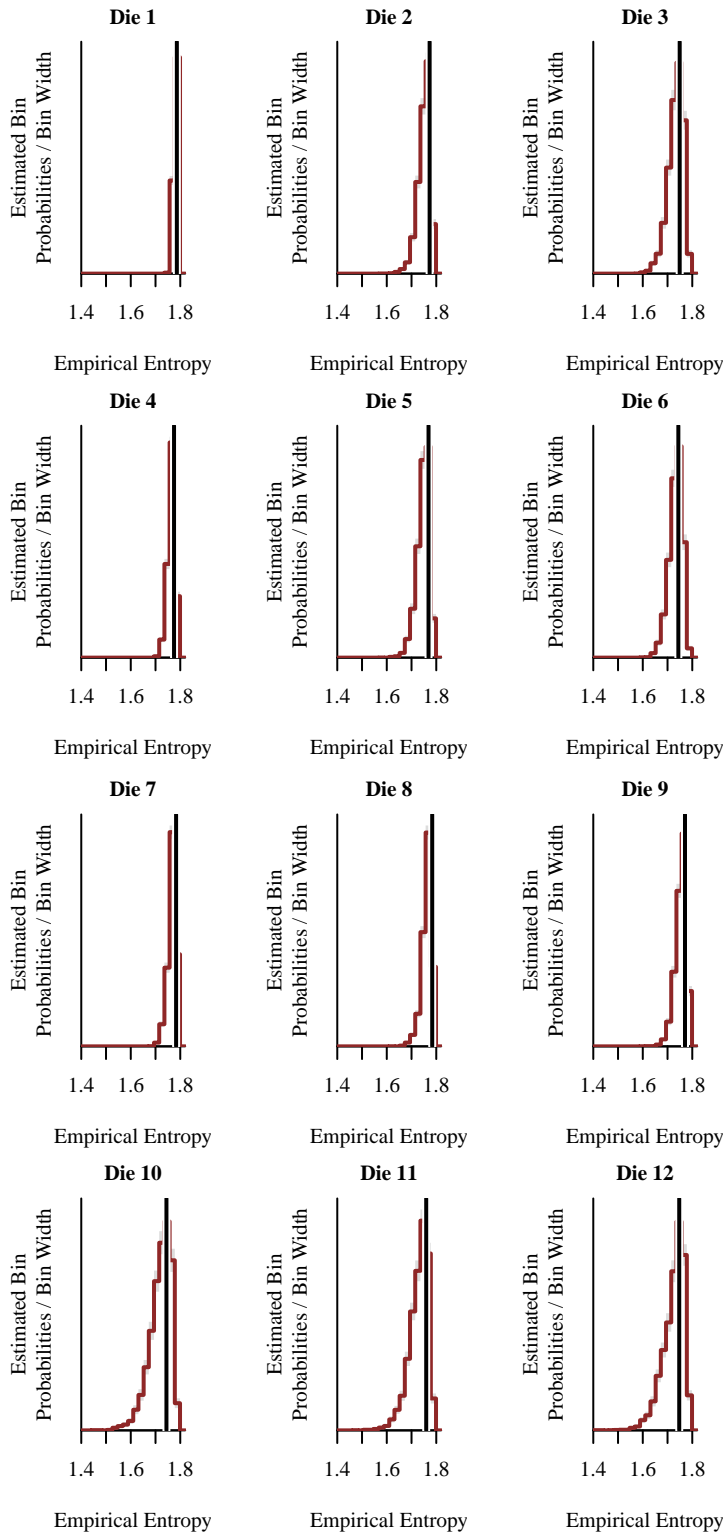 Die 1
Estimated Bin
Probabilities / Bin Width
1.4 1.6 1.8
Empirical Entropy
Die 2
Estimated Bin
Probabilities / Bin Width
1.4 1.6 1.8
Empirical Entropy
Die 3
Estimated Bin
Probabilities / Bin Width
1.4 1.6 1.8
Empirical Entropy
Die 4
Estimated Bin
Probabilities / Bin Width
1.4 1.6 1.8
Empirical Entropy
Die 5
Estimated Bin
Probabilities / Bin Width
1.4 1.6 1.8
Empirical Entropy
Die 6
Estimated Bin
Probabilities / Bin Width
1.4 1.6 1.8
Empirical Entropy
Die 7
Estimated Bin
Probabilities / Bin Width
1.4 1.6 1.8
Empirical Entropy
Die 8
Estimated Bin
Probabilities / Bin Width
1.4 1.6 1.8
Empirical Entropy
Die 9
Estimated Bin
Probabilities / Bin Width
1.4 1.6 1.8
Empirical Entropy
Die 10
Estimated Bin
Probabilities / Bin Width
1.4 1.6 1.8
Empirical Entropy
Die 11
Estimated Bin
Probabilities / Bin Width
1.4 1.6 1.8
Empirical Entropy
Die 12
Estimated Bin
Probabilities / Bin Width
1.4 1.6 1.8
Empirical Entropy